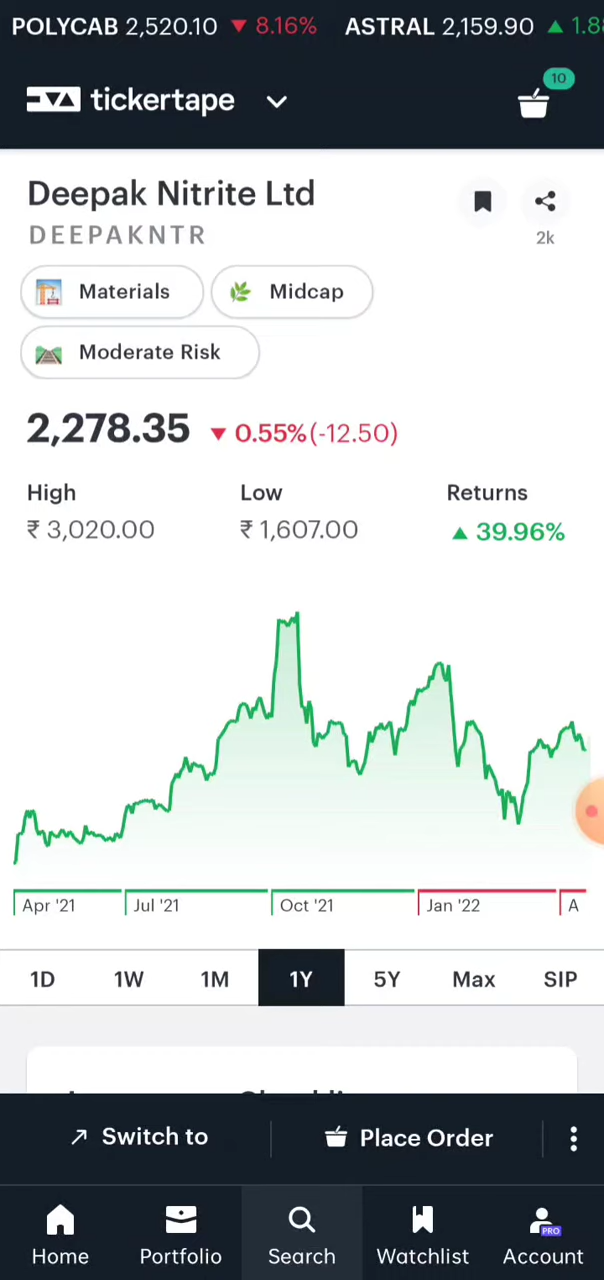 POLYCAB 2,520.10 ▼ 8.16% ASTRAL 2,159.90 ▲ 1.8
tickertape
10
Deepak Nitrite Ltd
DEEPAKNTR
2k
Materials
Midcap
Moderate Risk
2,278.35 ▼ 0.55%(-12.50)
High Low Returns
₹ 3,020.00 ₹ 1,607.00 ▲ 39.96%
Apr '21 Jul '21 Oct '21 Jan '22 A
1D 1W 1M 1Y 5Y Max SIP
Switch to
Place Order
PRO
Home Portfolio Search Watchlist Account